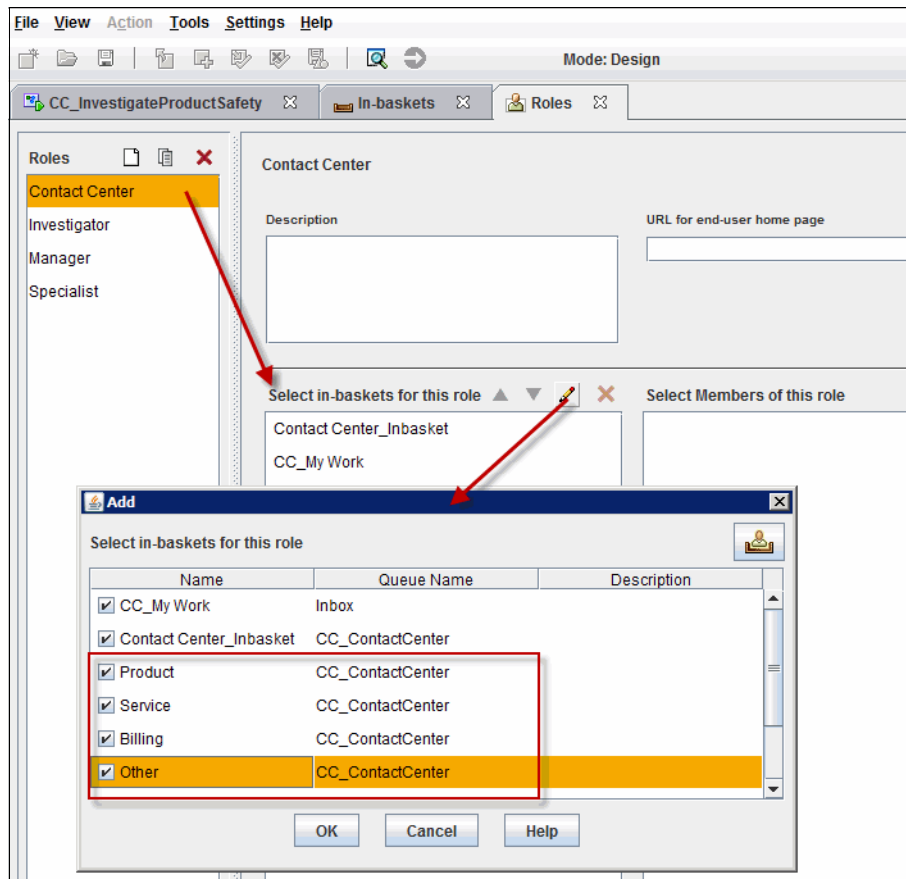 File View Action Tools Settings Help
Mode: Design
CC_InvestigateProductSafety In-baskets Roles
Roles
Contact Center
Investigator
Manager
Specialist
Contact Center
Description URL for end-user home page
Select in-baskets for this role Select Members of this role
Contact Center_Inbasket
CC_My Work
Add
Select in-baskets for this role
Name Queue Name Description
CC_My Work Inbox
Contact Center_Inbasket CC_ContactCenter
Product CC_ContactCenter
Service CC_ContactCenter
Billing CC_ContactCenter
Other CC_ContactCenter
OK Cancel Help